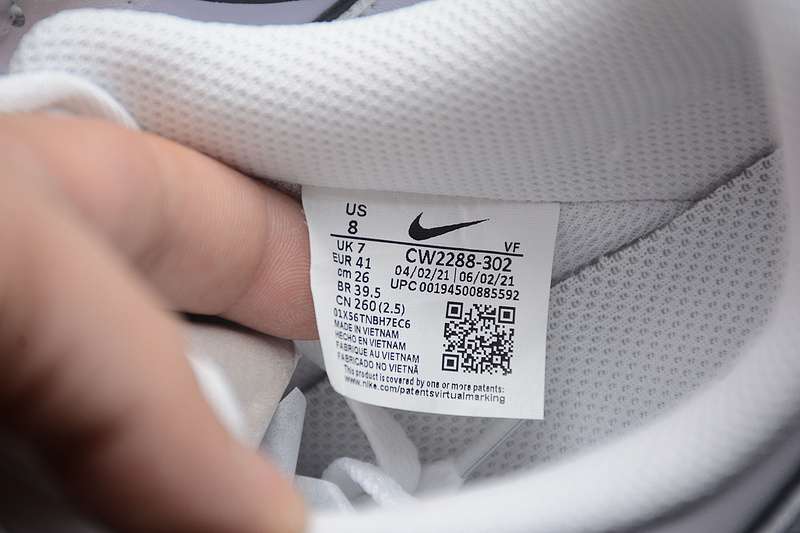 US
8
VF
UK 7
CW2288-302
EUR 41
04/02/21 | 06/02/21
cm 26
UPC 00194500885592
BR 39.5
CN 260 (2.5)
01X56TNBH7EC6
MADE IN VIETNAM
HECHO EN VIETNAM
FABRIQUE AU VIETNAM
FABRICADO NO VIETNÃ
This product is covered by one or more patents:
www.nike.com/patentsvirtualmarking